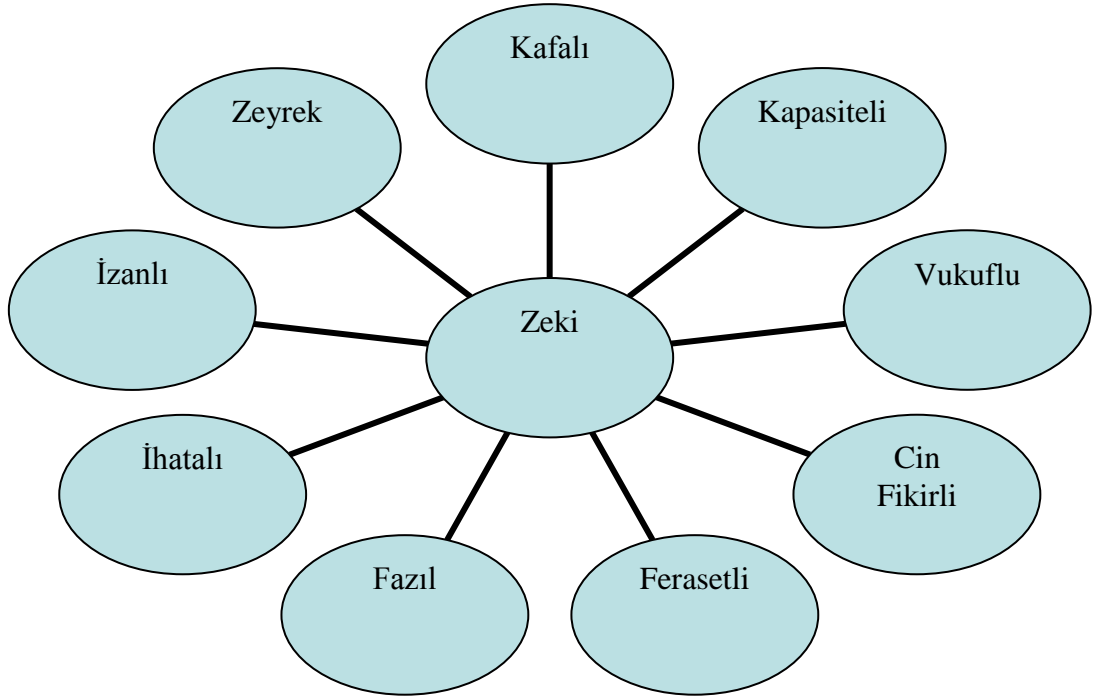 Kafalı
Zeyrek
Kapasiteli
İzanlı
Vukuflu
Zeki
İhatalı
Cin
Fikirli
Fazıl
Ferasetli